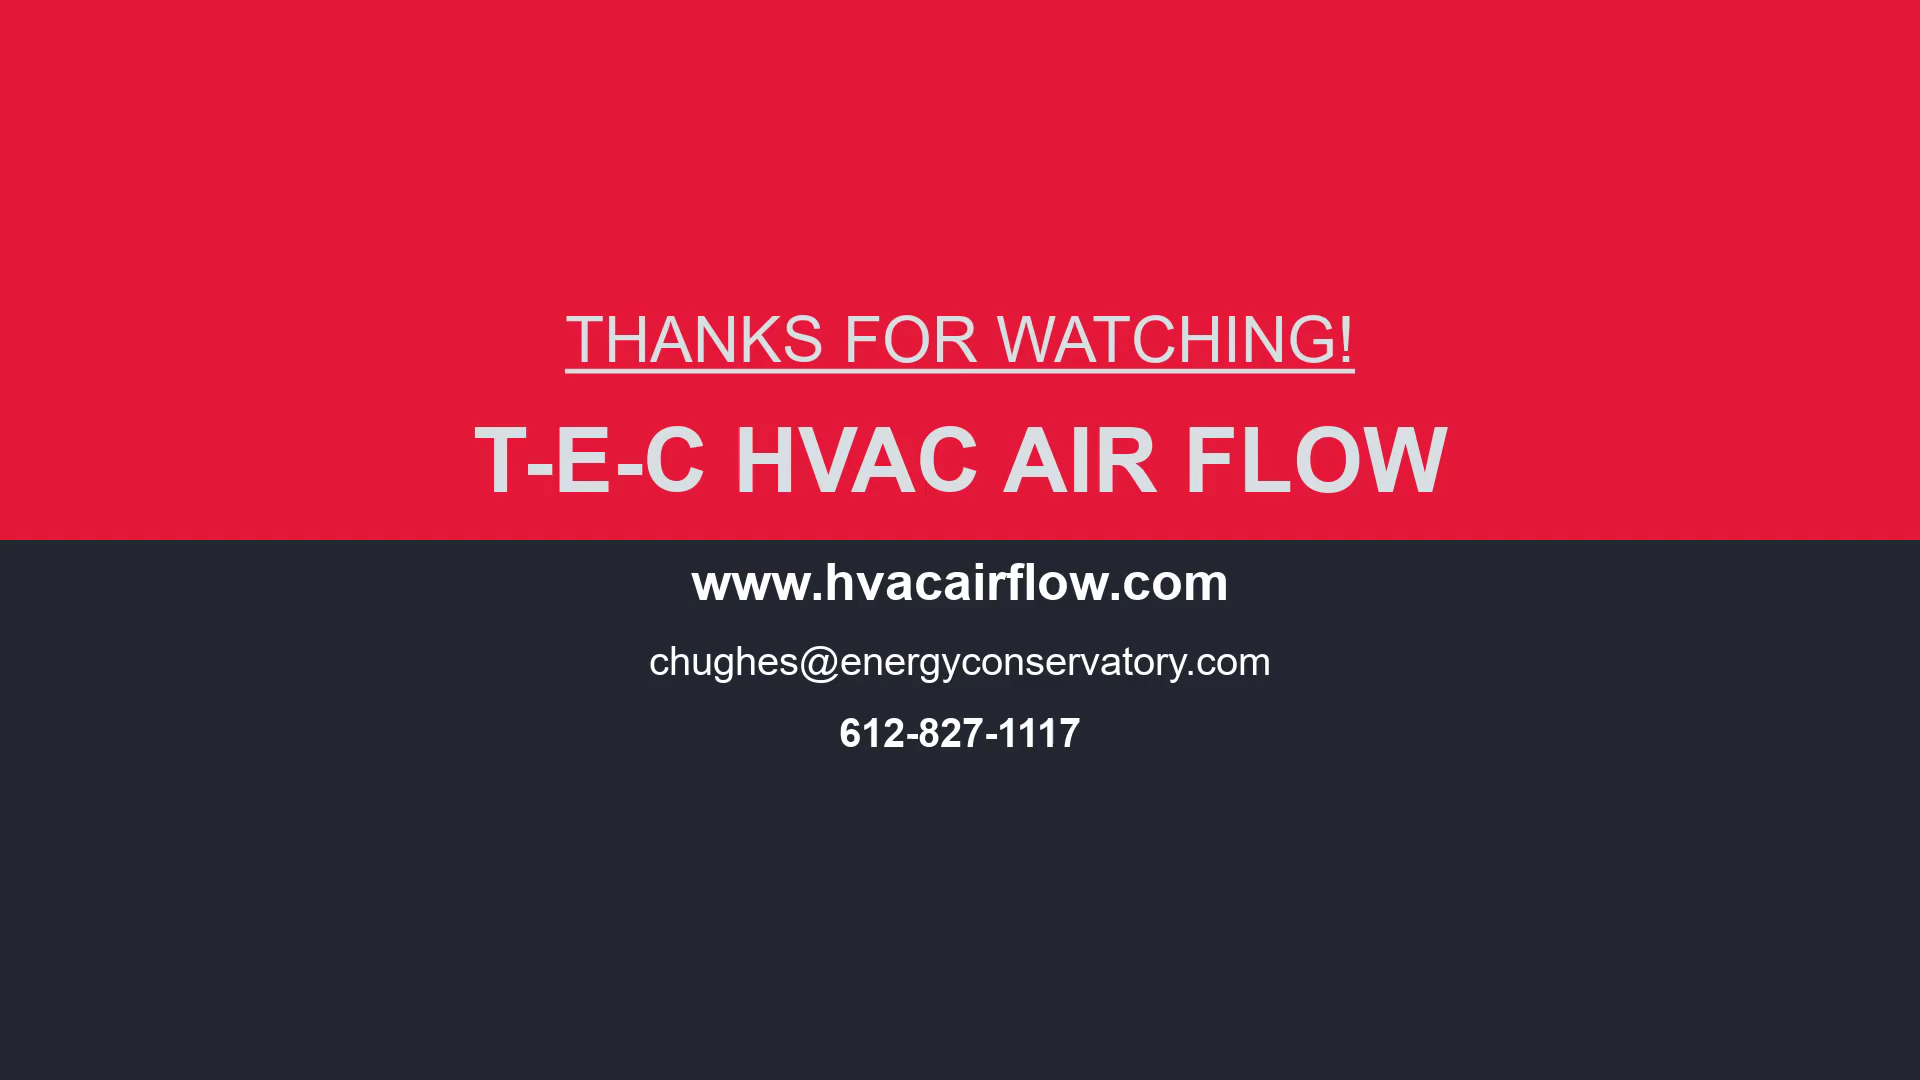 THANKS FOR WATCHING!
T-E-C HVAC AIR FLOW
www.hvacairflow.com
chughes@energyconservatory.com
612-827-1117